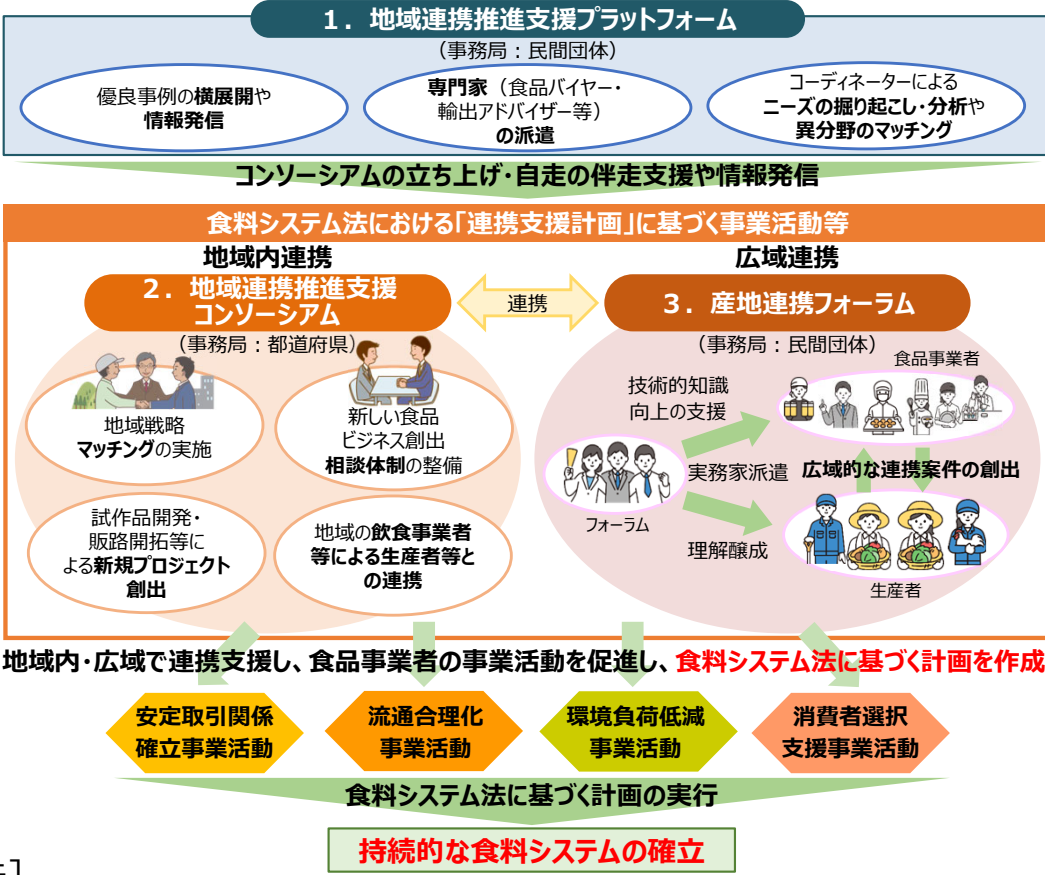 １．地域連携推進支援プラットフォーム
（事務局：民間団体）
優良事例の横展開や
情報発信
専門家（食品バイヤー・
輸出アドバイザー等）
の派遣
コーディネーターによる
ニーズの掘り起こし・分析や
異分野のマッチング
コンソーシアムの立ち上げ・自走の伴走支援や情報発信
食料システム法における「連携支援計画」に基づく事業活動等
地域内連携
２．地域連携推進支援
コンソーシアム
（事務局：都道府県）
地域戦略
マッチングの実施
新しい食品
ビジネス創出
相談体制の整備
試作品開発・
販路開拓等に
よる新規プロジェクト
創出
地域の飲食事業者
等による生産者等と
の連携
連携
広域連携
３．産地連携フォーラム
（事務局：民間団体）
食品事業者
技術的知識
向上の支援
実務家派遣
広域的な連携案件の創出
フォーラム
理解醸成
生産者
地域内・広域で連携支援し、食品事業者の事業活動を促進し、食料システム法に基づく計画を作成
安定取引関係
確立事業活動
流通合理化
事業活動
環境負荷低減
事業活動
消費者選択
支援事業活動
食料システム法に基づく計画の実行
持続的な食料システムの確立